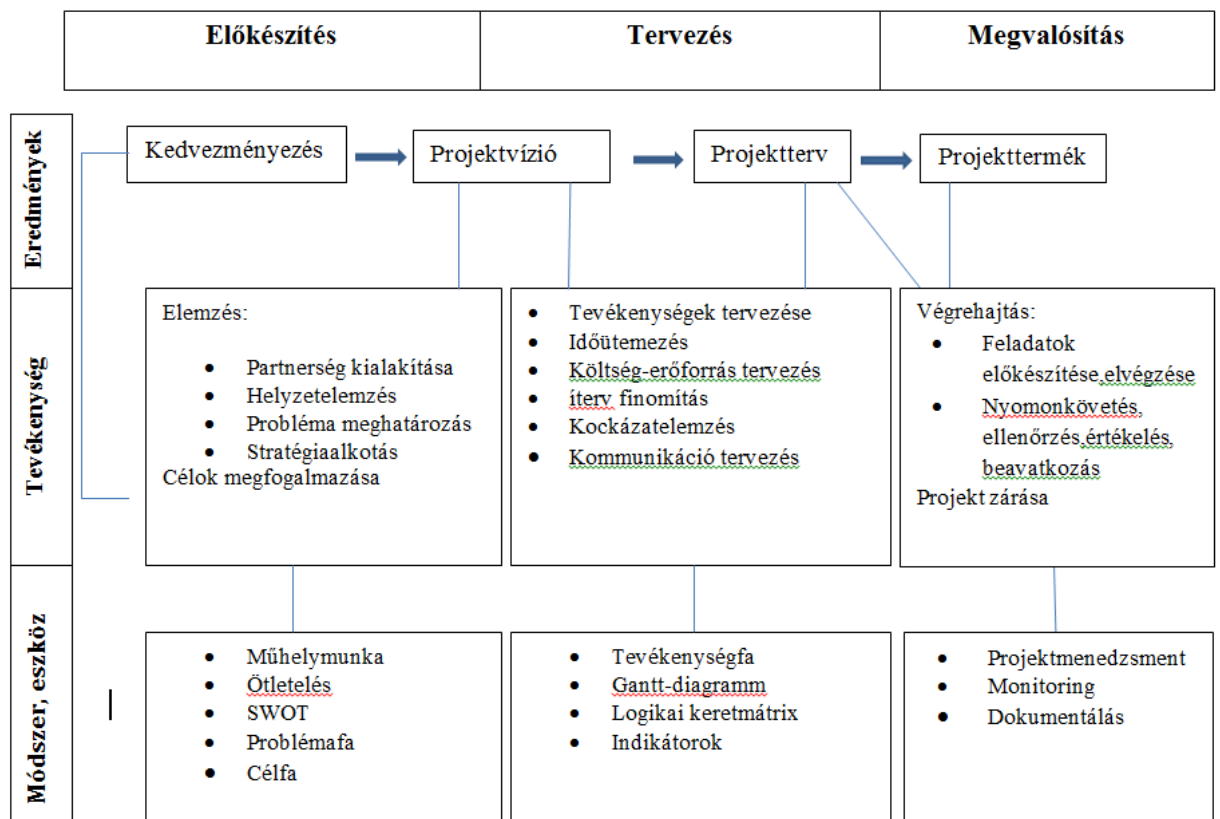 Előkészítés
Tervezés
Megvalósítás
Eredmények
Kedvezményezés
Projektvízió
Projektterv
Projekttermék
Tevékenység
Elemzés:
• Partnerség kialakítása
• Helyzetelemzés
• Probléma meghatározás
• Stratégiaalkotás
Célok megfogalmazása
• Tevékenységek tervezése
• Időütemezés
• Költség-erőforrás tervezés
• íterv finomítás
• Kockázatelemzés
• Kommunikáció tervezés
Végrehajtás:
• Feladatok
előkészítése,elvégzése
• Nyomonkövetés,
ellenőrzés,értékelés,
beavatkozás
Projekt zárása
Módszer, eszköz
• Műhelymunka
• Ötletelés
• SWOT
• Problémafa
• Célfa
• Tevékenységfa
• Gantt-diagramm
• Logikai keretmátrix
• Indikátorok
• Projektmenedzsment
• Monitoring
• Dokumentálás